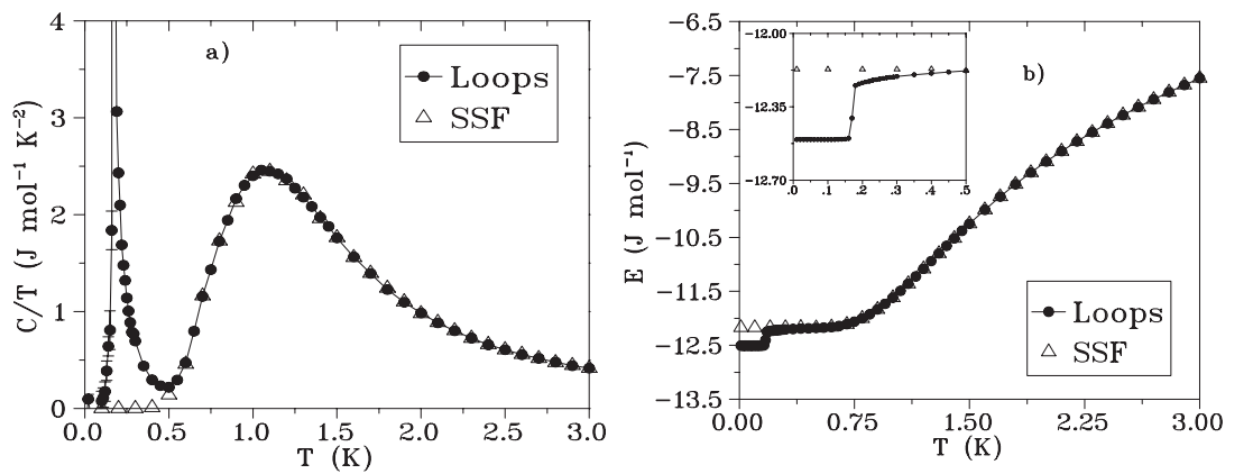 a)
Loops
SSF
C/T (J mol⁻¹ K⁻²)
4
3
2
1
0
0.0 0.5 1.0 1.5 2.0 2.5 3.0
T (K)
b)
E (J mol⁻¹)
-6.5
-7.5
-8.5
-9.5
-10.5
-11.5
-12.5
-13.5
-12.00
-12.35
-12.70
.0 .1 .2 .3 .4 .5
Loops
SSF
0.00 0.75 1.50 2.25 3.00
T (K)